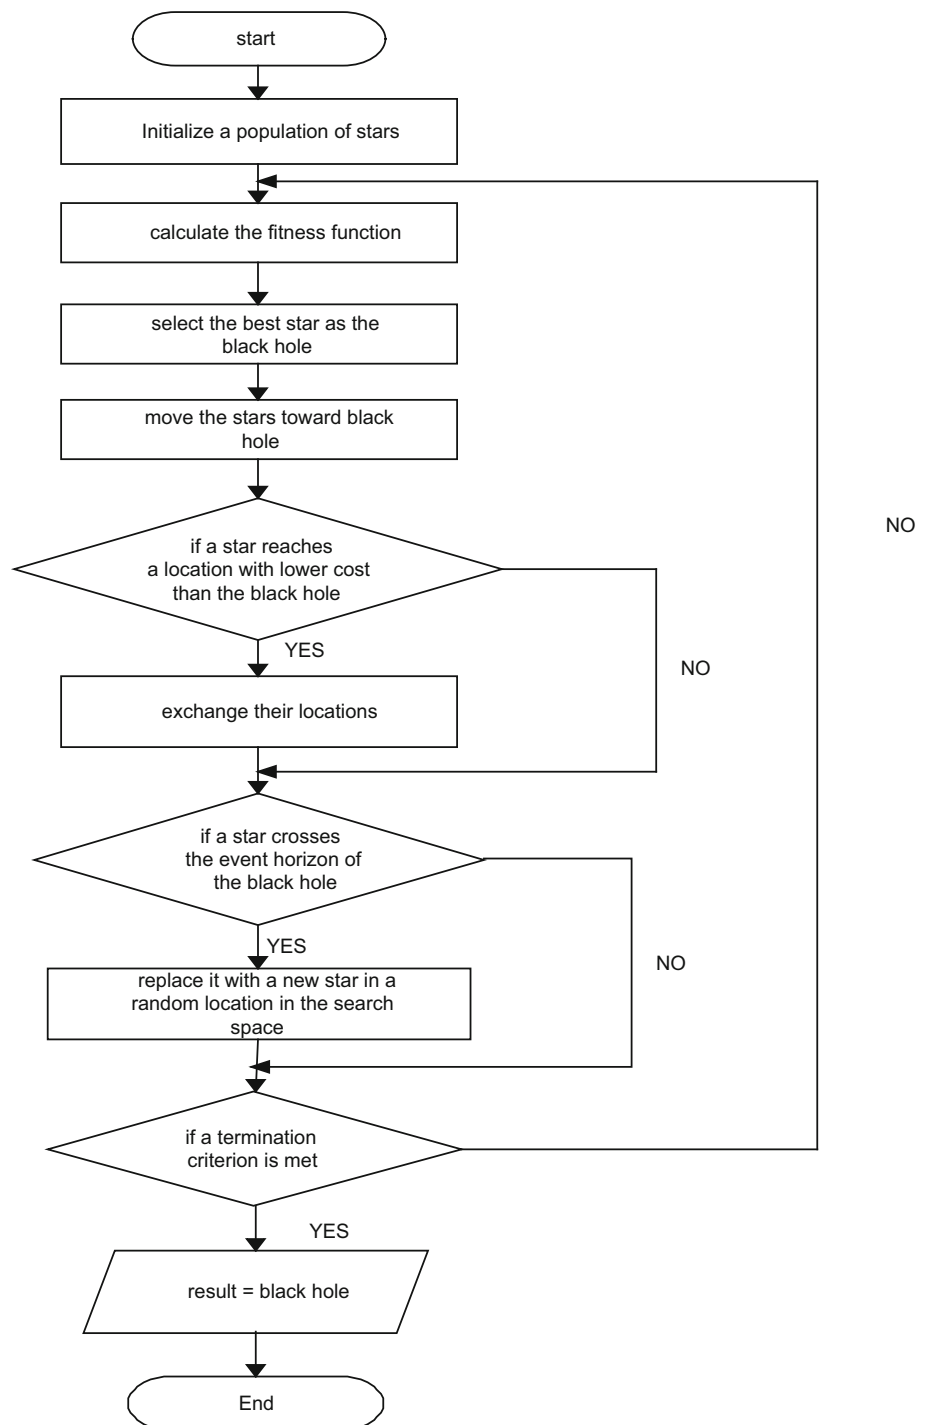 start
Initialize a population of stars
calculate the fitness function
select the best star as the
black hole
move the stars toward black
hole
NO
if a star reaches
a location with lower cost
than the black hole
YES
NO
exchange their locations
if a star crosses
the event horizon of
the black hole
YES
NO
replace it with a new star in a
random location in the search
space
if a termination
criterion is met
YES
result = black hole
End